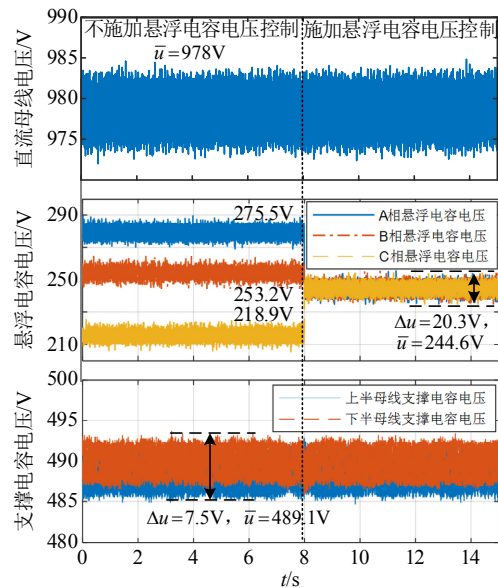 不施加悬浮电容电压控制 施加悬浮电容电压控制
u̅=978V
990
980
975
970
直流母线电压/V
275.5V
253.2V
218.9V
A相悬浮电容电压
B相悬浮电容电压
C相悬浮电容电压
Δu=20.3V，
u̅=244.6V
290
250
210
悬浮电容电压/V
上半母线支撑电容电压
下半母线支撑电容电压
Δu=7.5V，u̅=489.1V
500
495
490
485
480
支撑电容电压/V
0 2 4 6 8 10 12 14
t/s